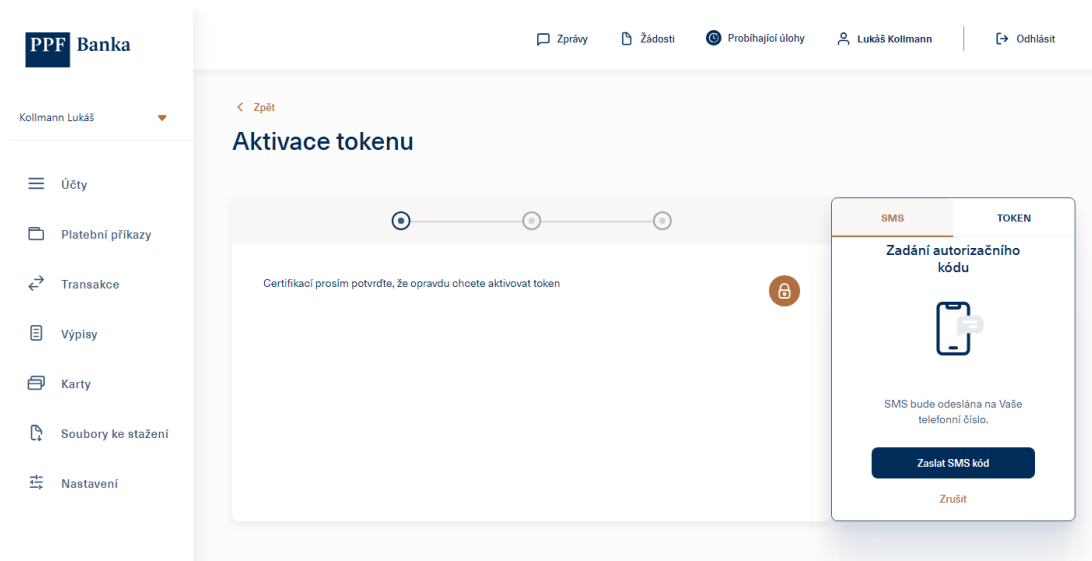 PPF Banka
Zprávy
Žádosti
Probíhající úlohy
Lukáš Kollmann
Odhlásit
Kollmann Lukáš
Zpět
Aktivace tokenu
Účty
Platební příkazy
Transakce
Výpisy
Karty
Soubory ke stažení
Nastavení
Certifikací prosím potvrďte, že opravdu chcete aktivovat token
SMS
TOKEN
Zadání autorizačního
kódu
SMS bude odeslána na Vaše
telefonní číslo.
Zaslat SMS kód
Zrušit